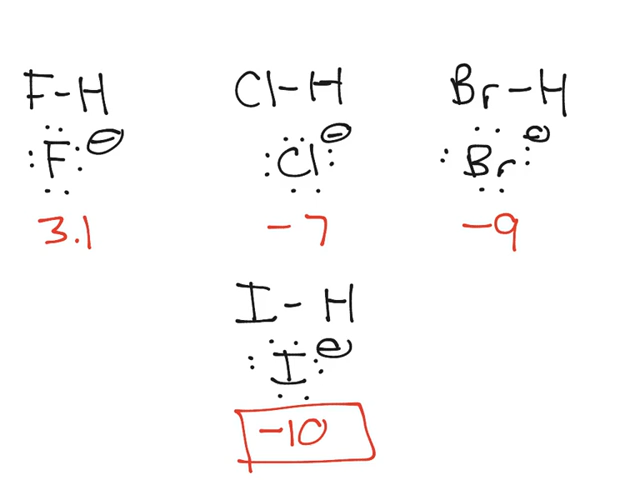 F-H
:F: ⊖
3.1
Cl-H
:Cl: ⊖
-7
Br-H
:Br: ⊖
-9
I-H
:I: ⊖
-10